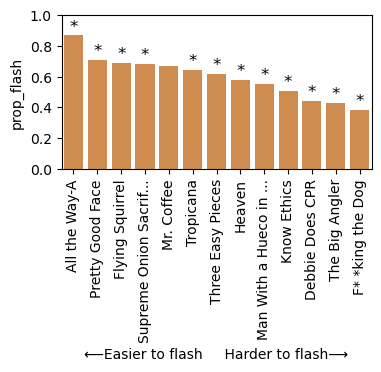 1.0
0.8
0.6
0.4
0.2
0.0
prop_flash
* * * * * * * * * * * *
All the Way-A
Pretty Good Face
Flying Squirrel
Supreme Onion Sacrif...
Mr. Coffee
Tropicana
Three Easy Pieces
Heaven
Man With a Hueco in ...
Know Ethics
Debbie Does CPR
The Big Angler
F* *king the Dog
⟵Easier to flash Harder to flash⟶